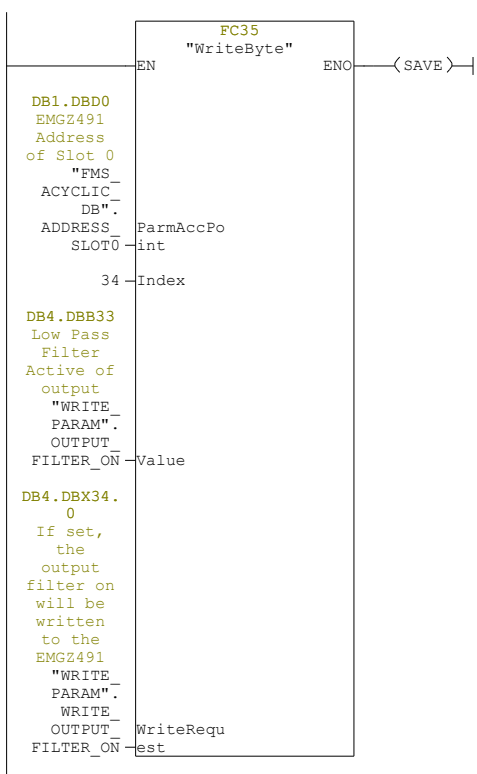 FC35
"WriteByte"
EN
ENO
SAVE
DB1.DBD0
EMGZ491
Address
of Slot 0
"FMS_
ACYCLIC_
DB".
ADDRESS_ ParmAccPo
SLOT0 int
34 Index
DB4.DBB33
Low Pass
Filter
Active of
output
"WRITE_
PARAM".
OUTPUT_
FILTER_ON Value
DB4.DBX34.
0
If set,
the
output
filter on
will be
written
to the
EMGZ491
"WRITE_
PARAM".
WRITE_
OUTPUT_ WriteRequ
FILTER_ON est